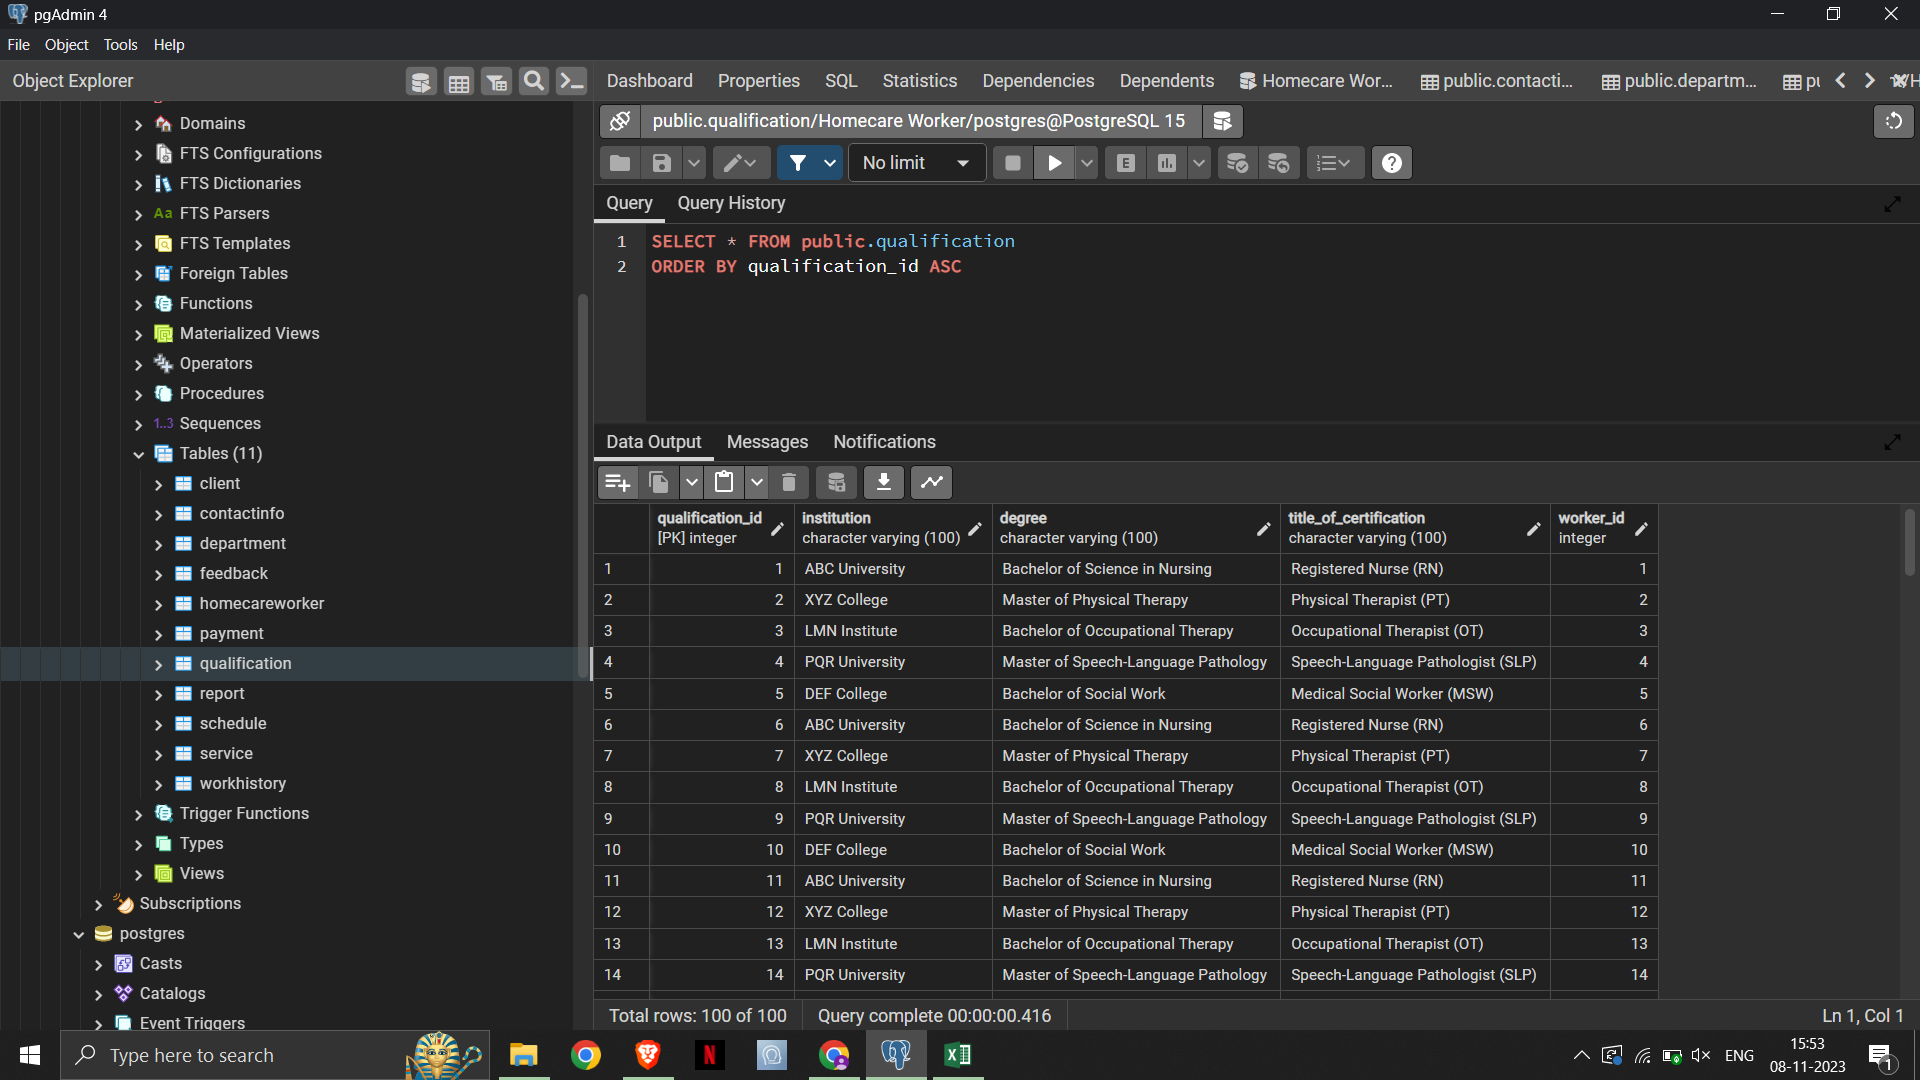 pgAdmin 4
File Object Tools Help
Object Explorer
Dashboard Properties SQL Statistics Dependencies Dependents Homecare Wor... public.contacti... public.departm...
public.qualification/Homecare Worker/postgres@PostgreSQL 15
No limit
E
Query Query History
1 SELECT * FROM public.qualification
2 ORDER BY qualification_id ASC
Domains
FTS Configurations
FTS Dictionaries
Aa FTS Parsers
FTS Templates
Foreign Tables
Functions
Materialized Views
Operators
Procedures
1..3 Sequences
Tables (11)
client
contactinfo
department
feedback
homecareworker
payment
qualification
report
schedule
service
workhistory
Trigger Functions
Types
Views
Subscriptions
postgres
Casts
Catalogs
Event Triggers
Data Output Messages Notifications
qualification_id institution degree title_of_certification worker_id
[PK] integer character varying (100) character varying (100) character varying (100) integer
1 1 ABC University Bachelor of Science in Nursing Registered Nurse (RN) 1
2 2 XYZ College Master of Physical Therapy Physical Therapist (PT) 2
3 3 LMN Institute Bachelor of Occupational Therapy Occupational Therapist (OT) 3
4 4 PQR University Master of Speech-Language Pathology Speech-Language Pathologist (SLP) 4
5 5 DEF College Bachelor of Social Work Medical Social Worker (MSW) 5
6 6 ABC University Bachelor of Science in Nursing Registered Nurse (RN) 6
7 7 XYZ College Master of Physical Therapy Physical Therapist (PT) 7
8 8 LMN Institute Bachelor of Occupational Therapy Occupational Therapist (OT) 8
9 9 PQR University Master of Speech-Language Pathology Speech-Language Pathologist (SLP) 9
10 10 DEF College Bachelor of Social Work Medical Social Worker (MSW) 10
11 11 ABC University Bachelor of Science in Nursing Registered Nurse (RN) 11
12 12 XYZ College Master of Physical Therapy Physical Therapist (PT) 12
13 13 LMN Institute Bachelor of Occupational Therapy Occupational Therapist (OT) 13
14 14 PQR University Master of Speech-Language Pathology Speech-Language Pathologist (SLP) 14
Total rows: 100 of 100 Query complete 00:00:00.416 Ln 1, Col 1
Type here to search
ENG
15:53
08-11-2023
1